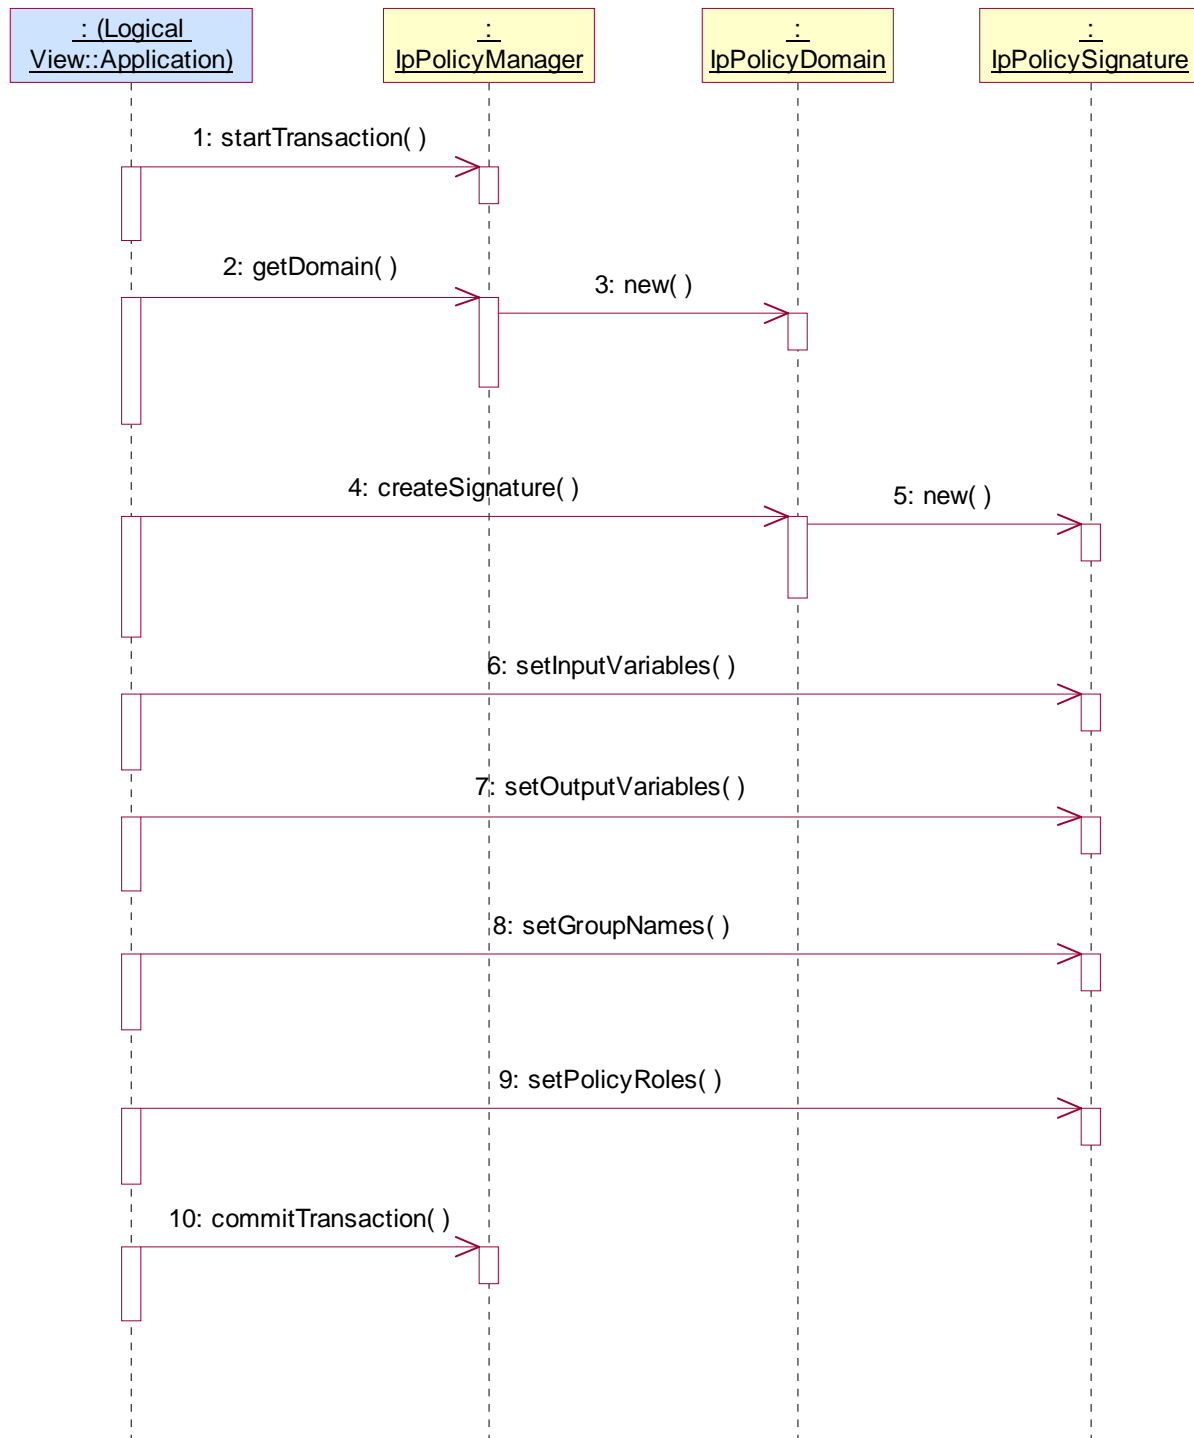 : (Logical
View::Application)
:
IpPolicyManager
:
IpPolicyDomain
:
IpPolicySignature
1: startTransaction( )
2: getDomain( )
3: new( )
4: createSignature( )
5: new( )
6: setInputVariables( )
7: setOutputVariables( )
8: setGroupNames( )
9: setPolicyRoles( )
10: commitTransaction( )